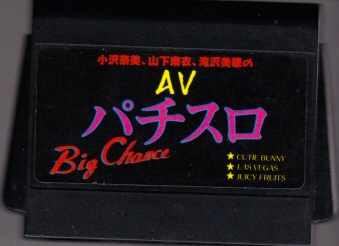 小沢奈美、山下麻衣、滝沢美穂の
AV
パチスロ
Big Chance
★ CUTIE BUNNY
★ LAS VEGAS
★ JUICY FRUITS